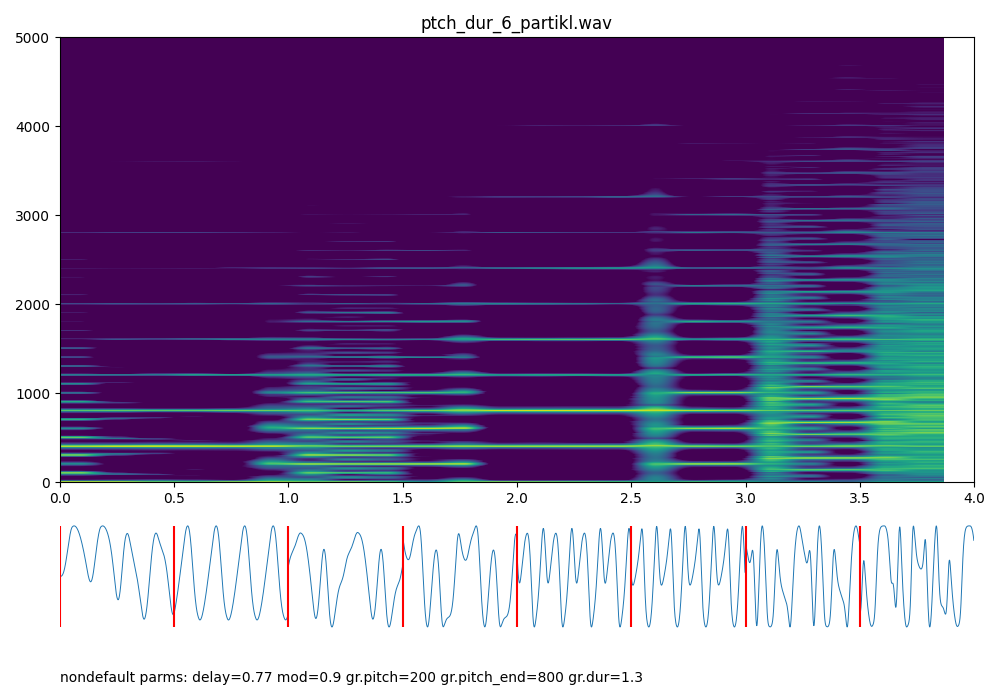 ptch_dur_6_partikl.wav
5000
4000
3000
2000
1000
0
0.0 0.5 1.0 1.5 2.0 2.5 3.0 3.5 4.0
nondefault parms: delay=0.77 mod=0.9 gr.pitch=200 gr.pitch_end=800 gr.dur=1.3